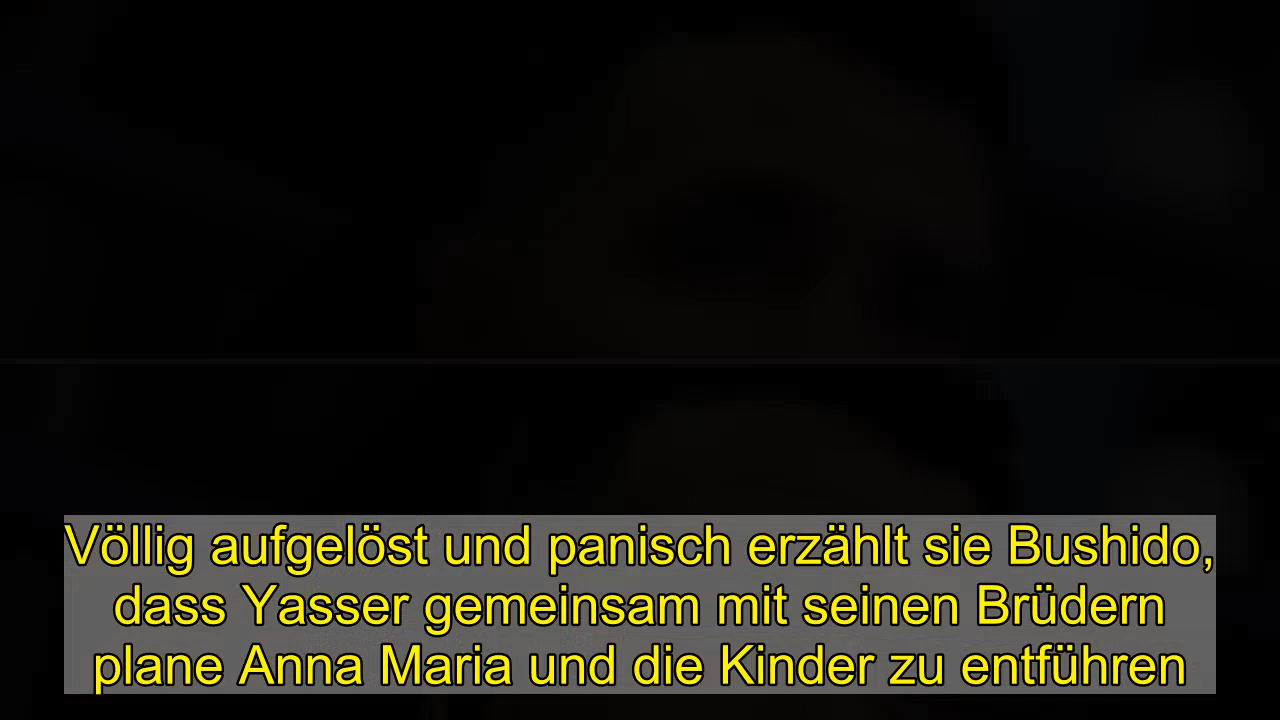 Völlig aufgelöst und panisch erzählt sie Bushido,
dass Yasser gemeinsam mit seinen Brüdern
plane Anna Maria und die Kinder zu entführen